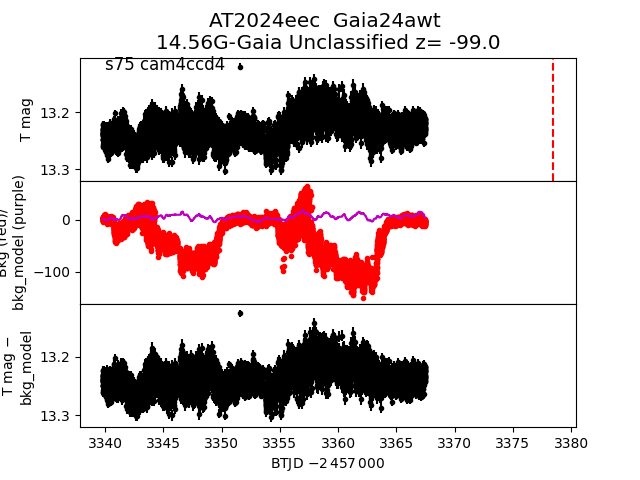 AT2024eec  Gaia24awt
14.56G-Gaia Unclassified z= -99.0
s75 cam4ccd4
T mag
13.2
13.3
Bkg (red)/
bkg_model (purple)
0
−100
T mag −
bkg_model
13.2
13.3
3340 3345 3350 3355 3360 3365 3370 3375 3380
BTJD −2 457 000